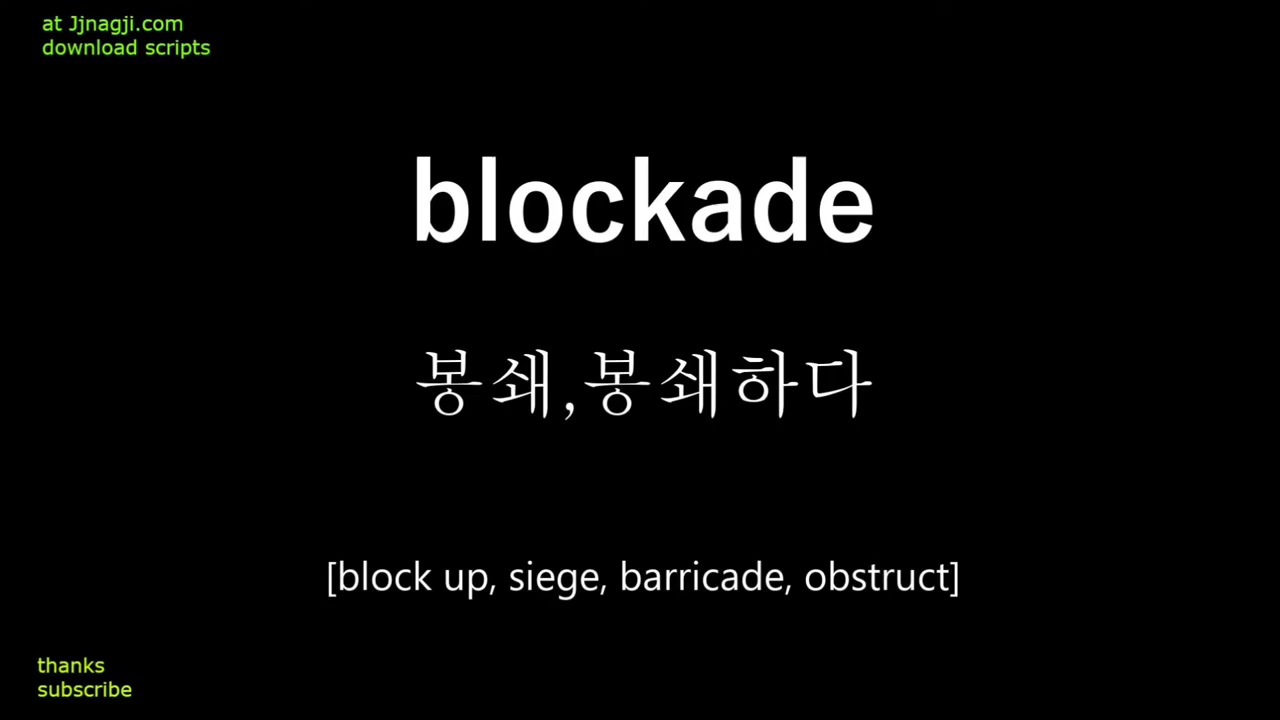 at Jjnagji.com
download scripts
blockade
봉쇄,봉쇄하다
[block up, siege, barricade, obstruct]
thanks
subscribe